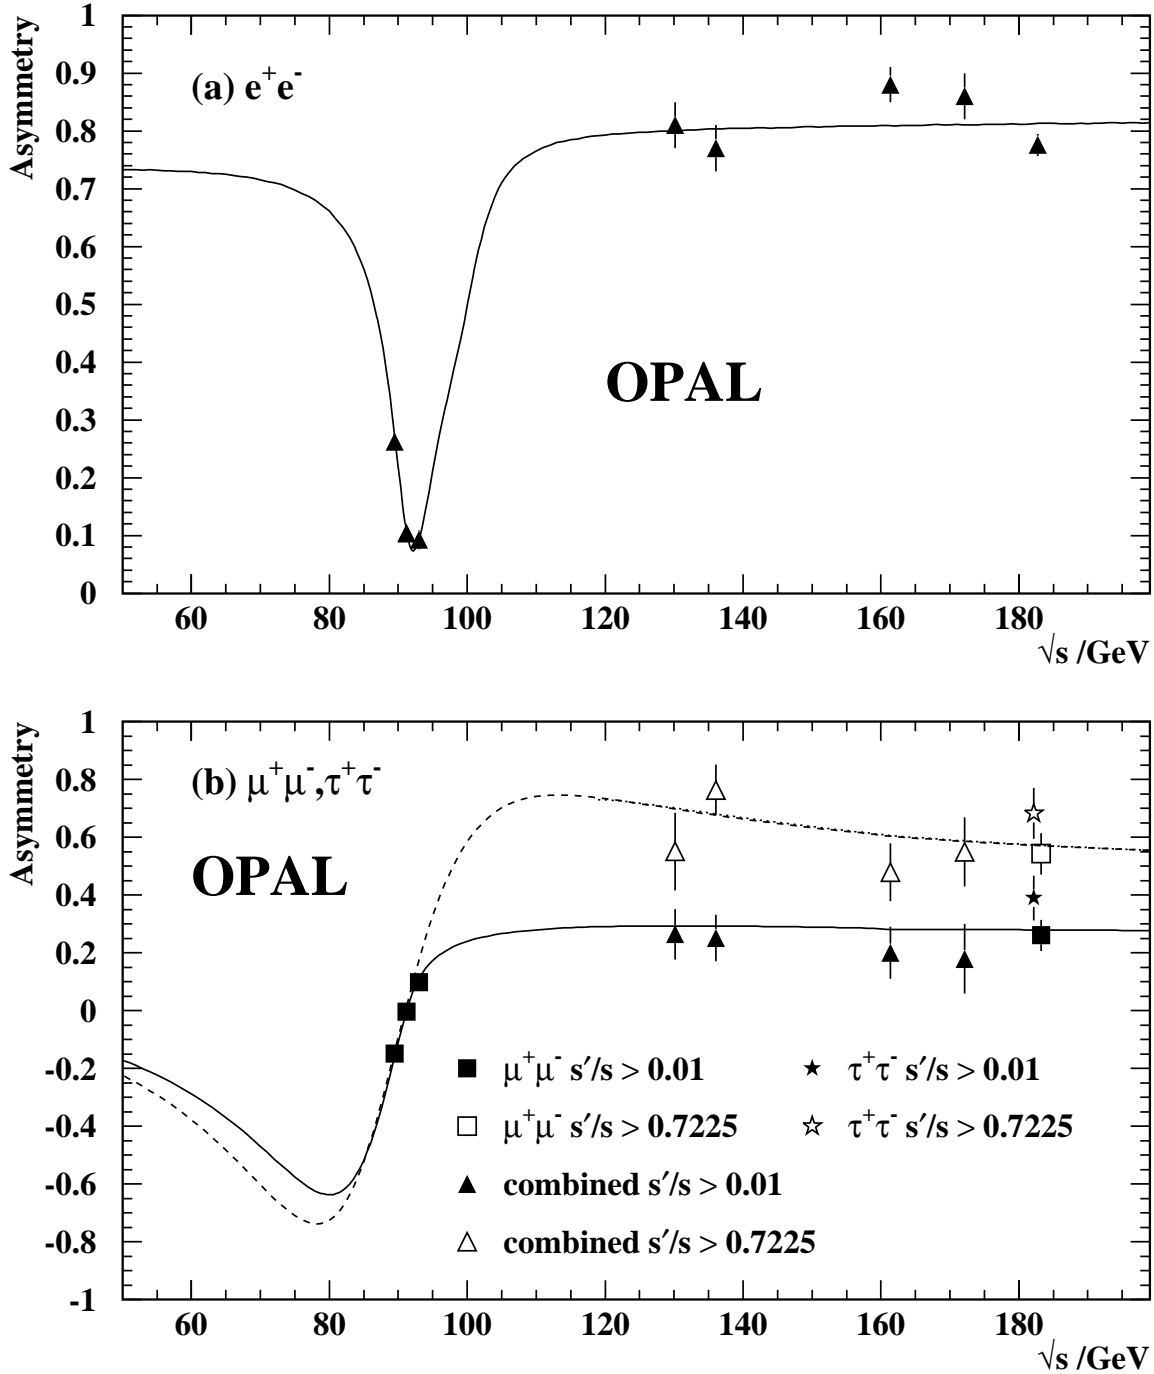 Asymmetry
1
0.9
0.8
0.7
0.6
0.5
0.4
0.3
0.2
0.1
0
(a) e⁺e⁻
OPAL
60 80 100 120 140 160 180
√s /GeV
Asymmetry
1
0.8
0.6
0.4
0.2
0
-0.2
-0.4
-0.6
-0.8
-1
(b) μ⁺μ⁻,τ⁺τ⁻
OPAL
μ⁺μ⁻ s′/s > 0.01
μ⁺μ⁻ s′/s > 0.7225
combined s′/s > 0.01
combined s′/s > 0.7225
τ⁺τ⁻ s′/s > 0.01
τ⁺τ⁻ s′/s > 0.7225
60 80 100 120 140 160 180
√s /GeV